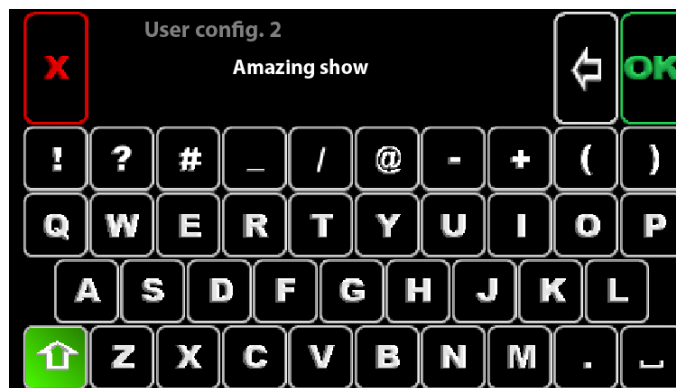 User config. 2
X Amazing show OK
! ? # _ / @ - + ( )
Q W E R T Y U I O P
A S D F G H J K L
Z X C V B N M .